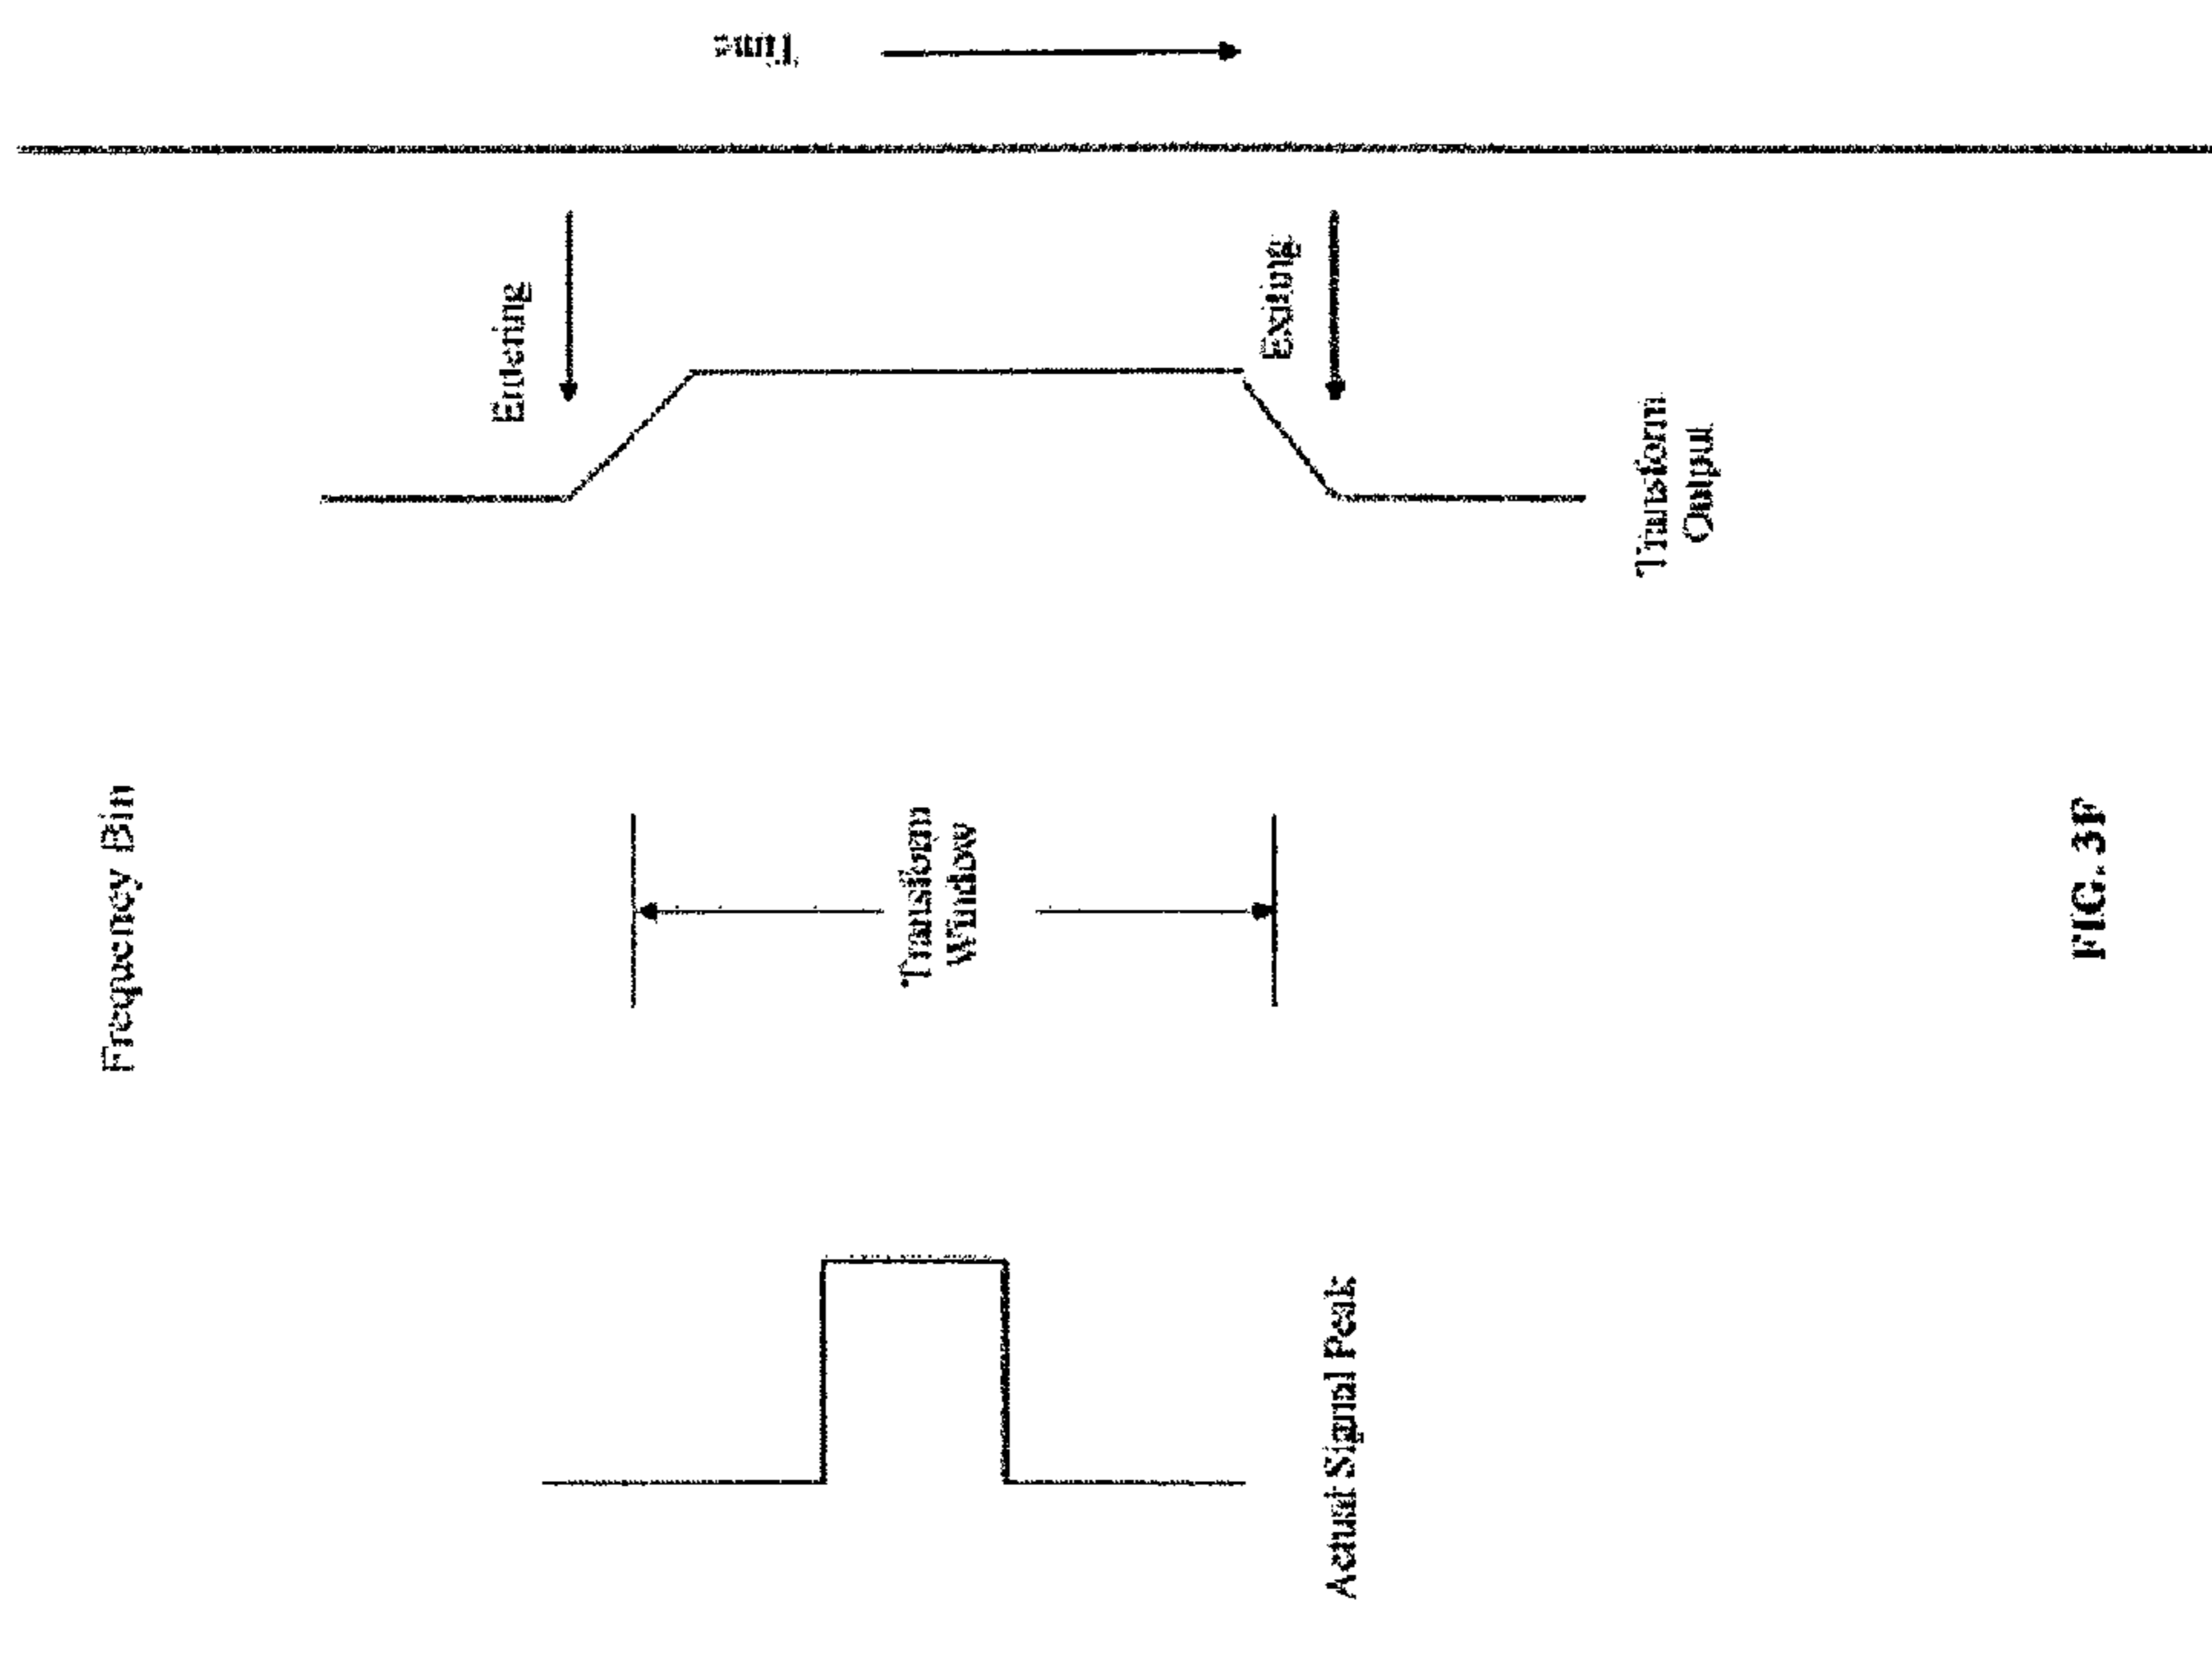 Time
Frequency Bin
Entering
Exiting
Transform
Output
Transform
Window
Actual Signal Peak
FIG. 3F